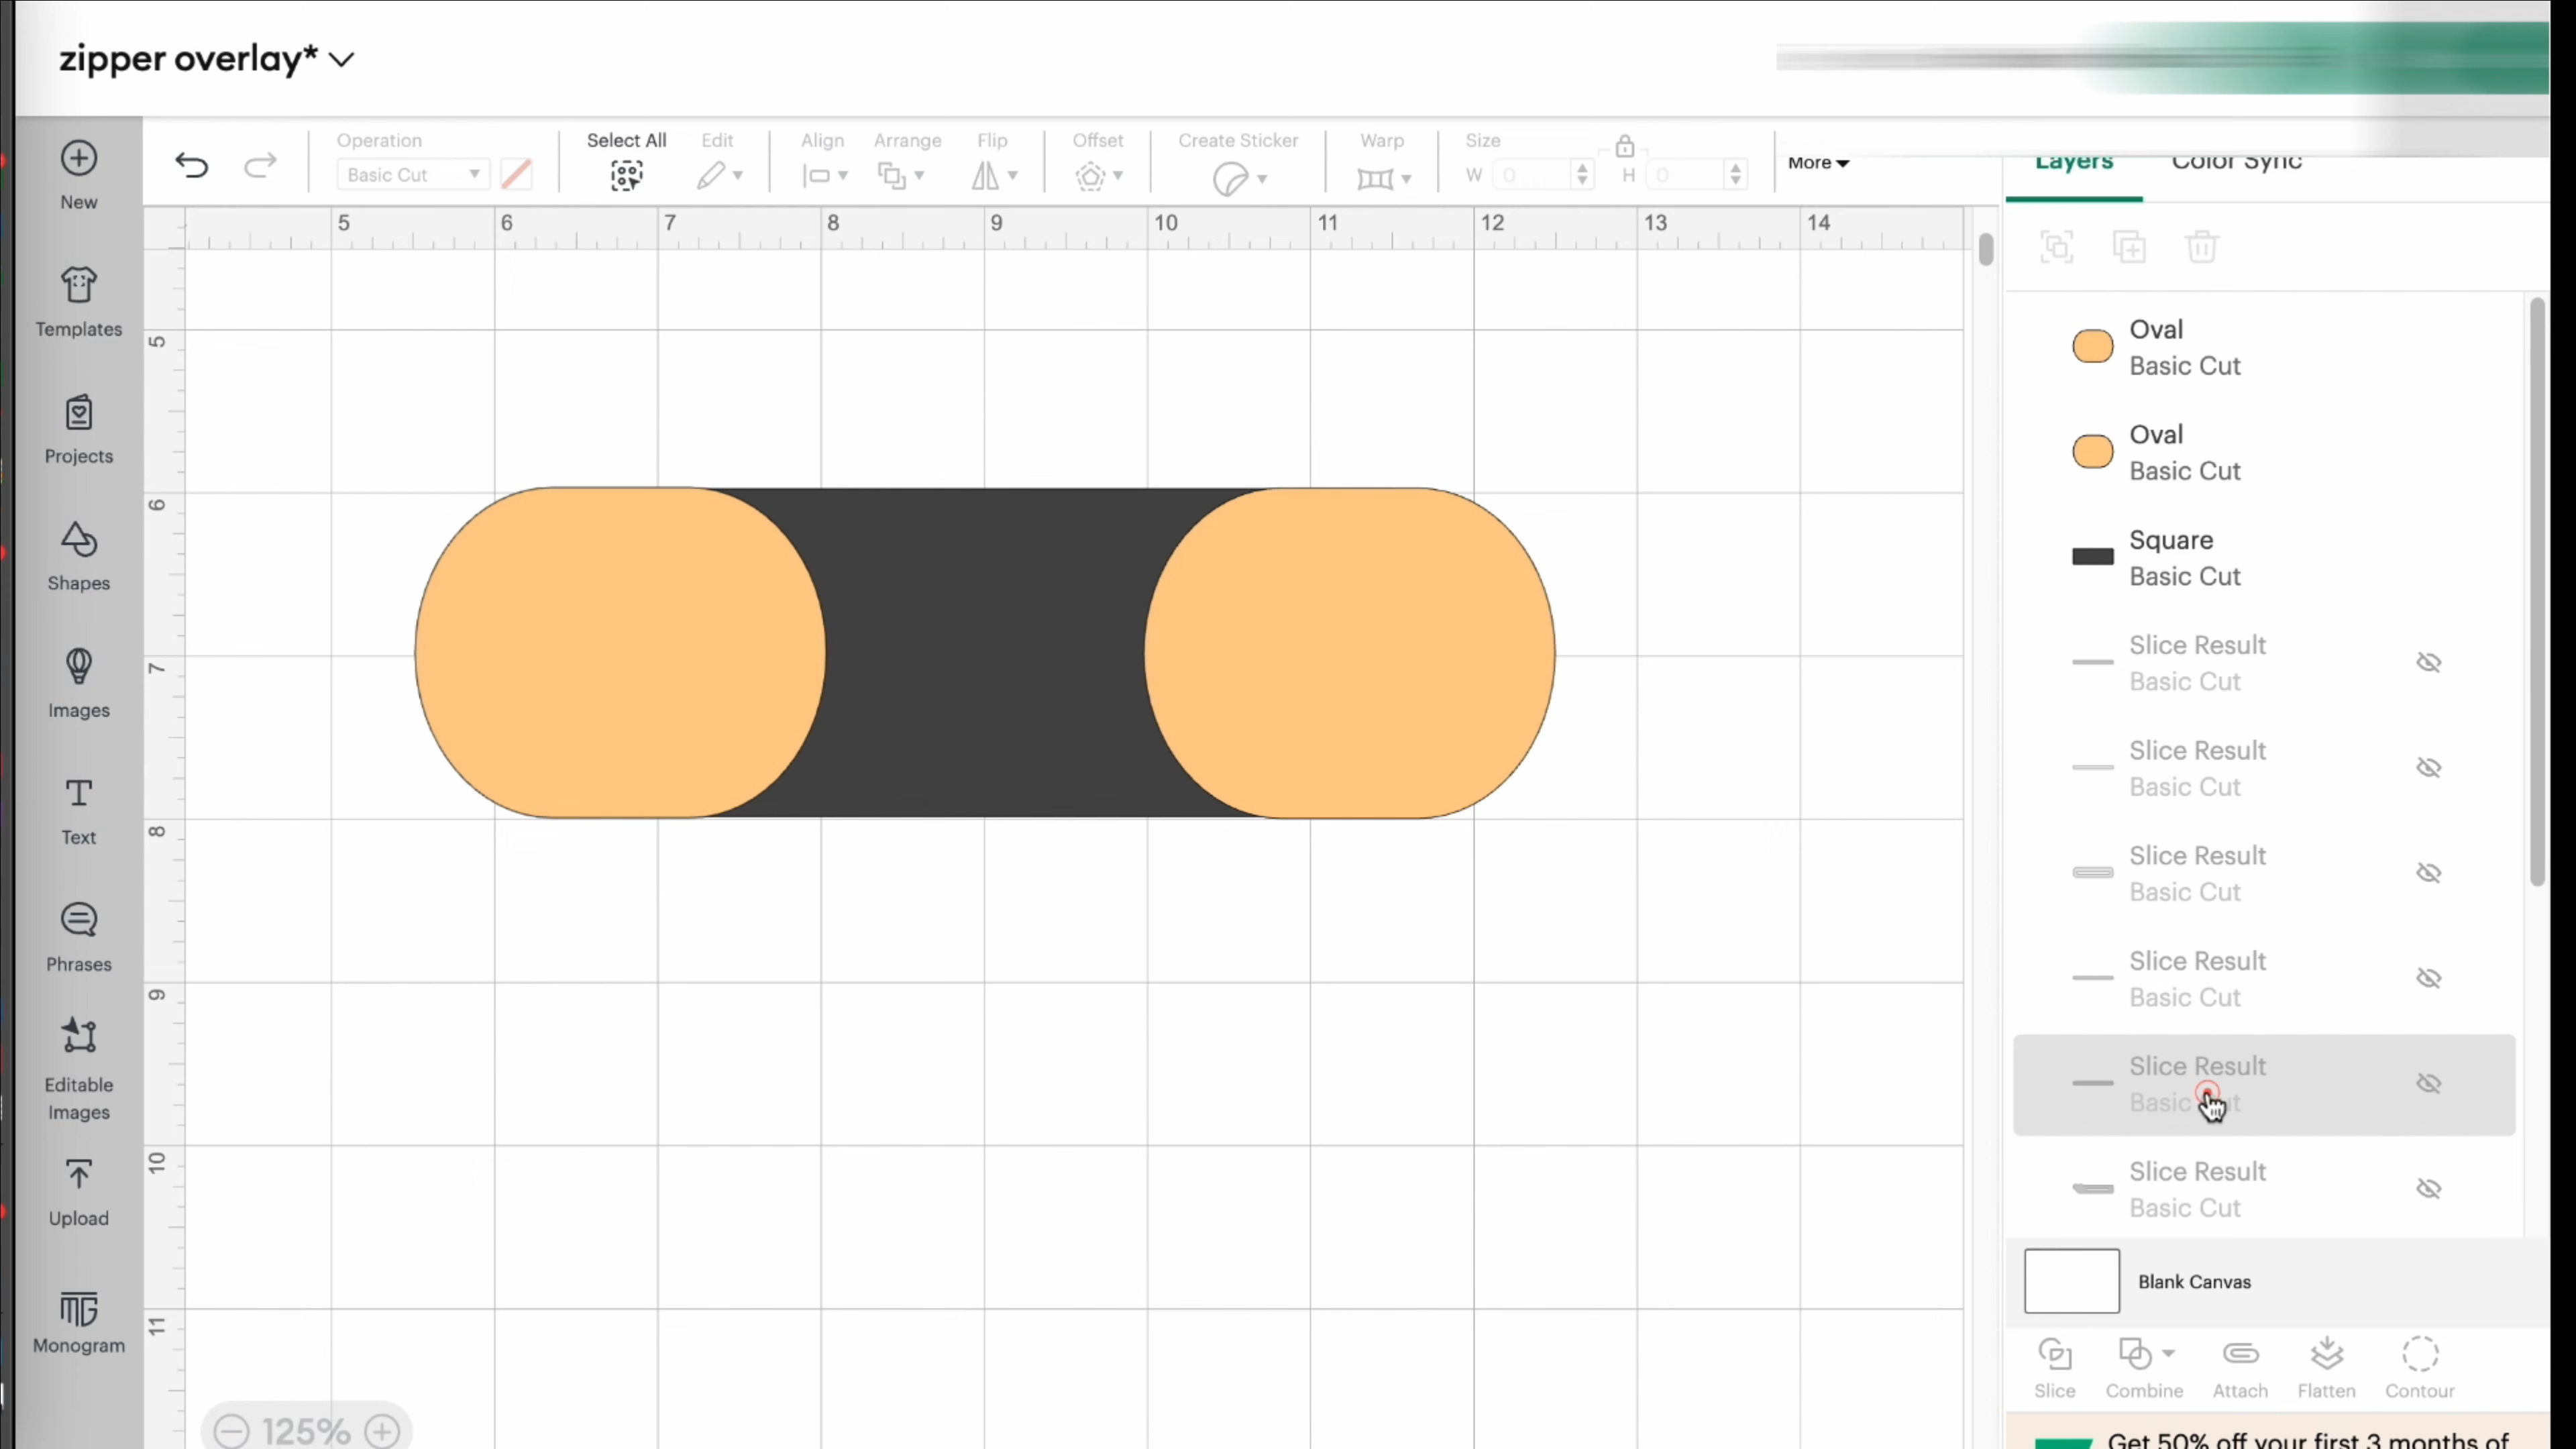 zipper overlay*
Operation
Basic Cut
Select All
Edit
Align
Arrange
Flip
Offset
Create Sticker
Warp
Size
W 0
H 0
More
Layers
Color Sync
New
Templates
Projects
Shapes
Images
Text
Phrases
Editable
Images
Upload
Monogram
5 6 7 8 9 10 11 12 13 14
5
6
7
8
9
10
11
125%
Oval
Basic Cut
Oval
Basic Cut
Square
Basic Cut
Slice Result
Basic Cut
Slice Result
Basic Cut
Slice Result
Basic Cut
Slice Result
Basic Cut
Slice Result
Basic Cut
Slice Result
Basic Cut
Blank Canvas
Slice
Combine
Attach
Flatten
Contour
Get 50% off your first 3 months of